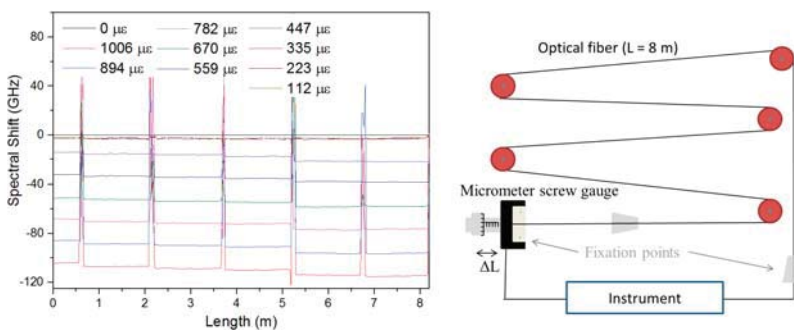 0 με 782 με 447 με
1006 με 670 με 335 με
894 με 559 με 223 με
112 με
80
40
0
-40
-80
-120
Spectral Shift (GHz)
0 1 2 3 4 5 6 7 8
Length (m)
Optical fiber (L = 8 m)
Micrometer screw gauge
Fixation points
ΔL
Instrument